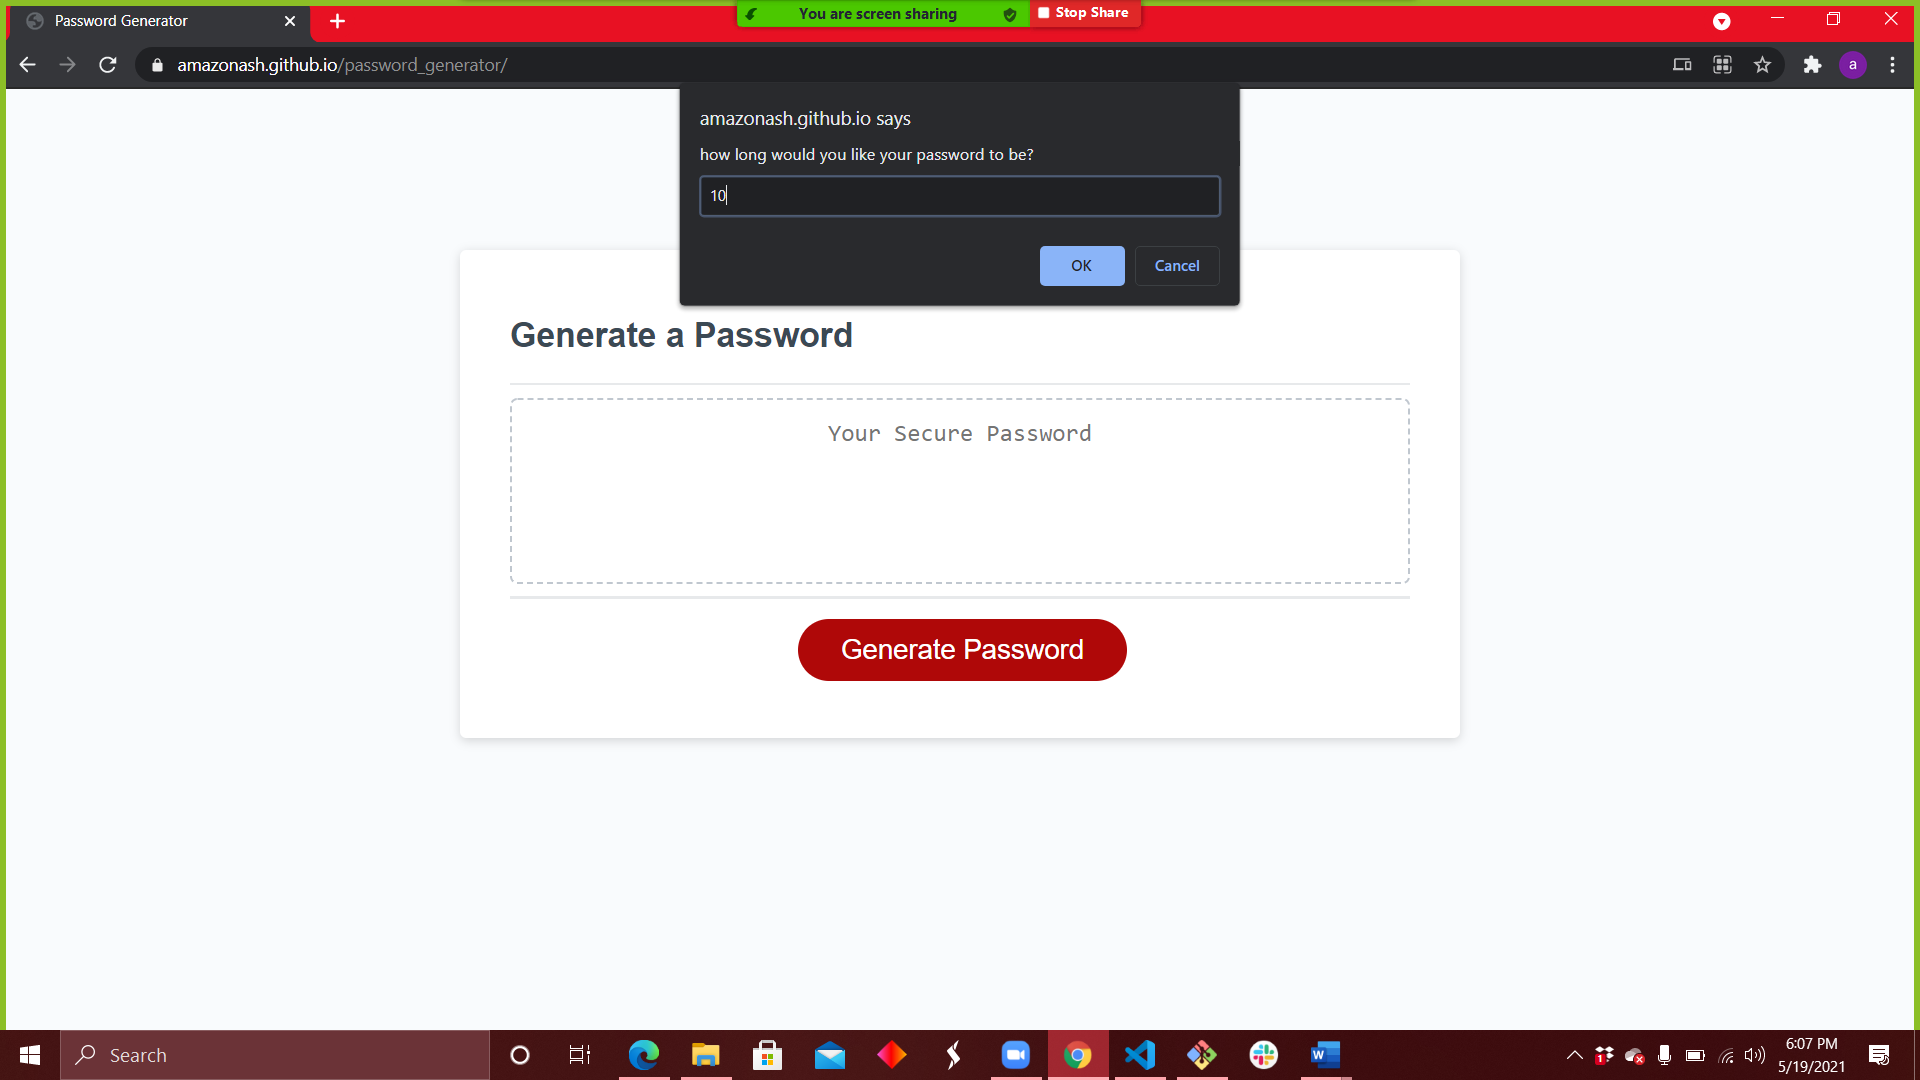 Password Generator
You are screen sharing
Stop Share
amazonash.github.io/password_generator/
a
amazonash.github.io says
how long would you like your password to be?
10
OK
Cancel
Generate a Password
Your Secure Password
Generate Password
Search
W
1
6:07 PM
5/19/2021